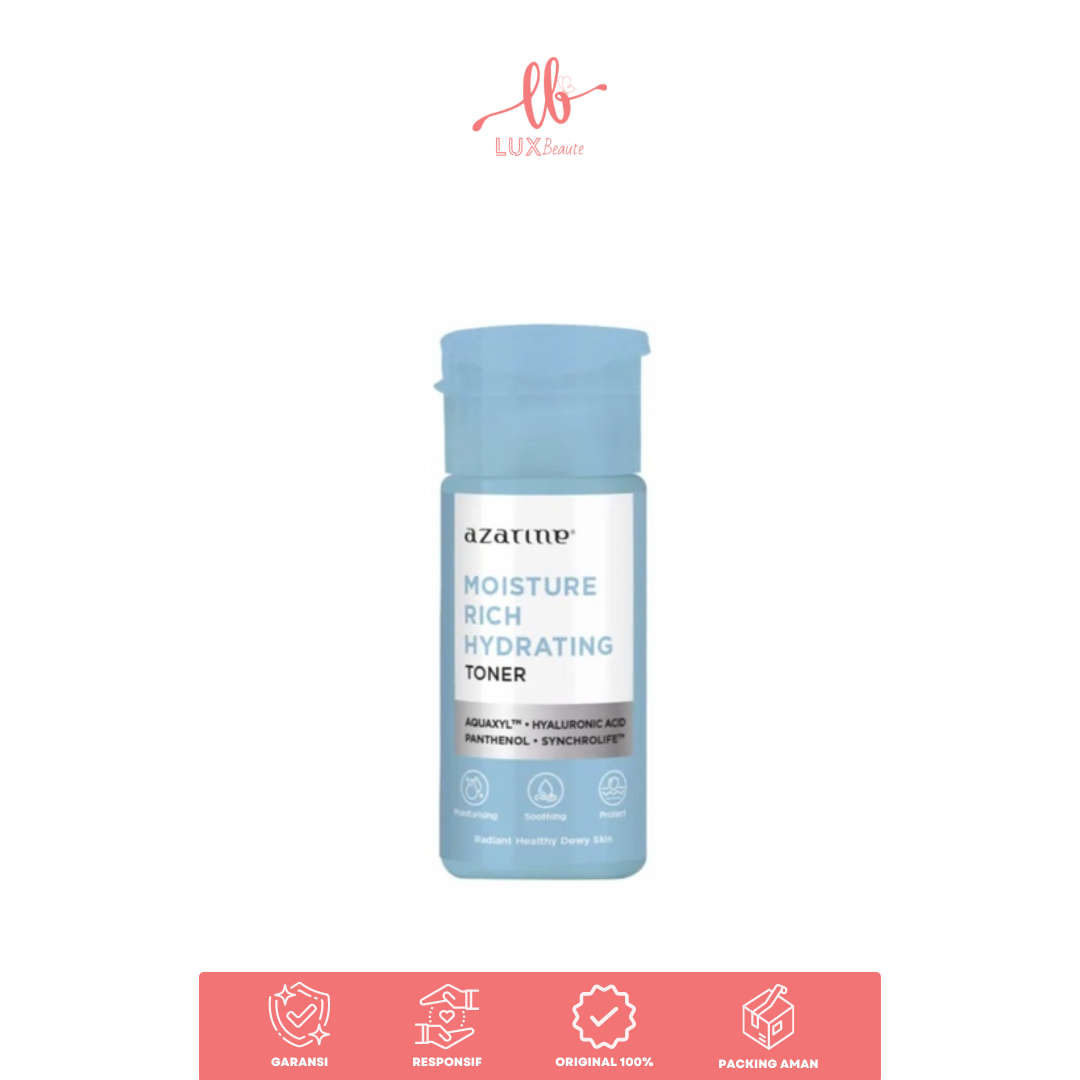 lb
LUX Beaute
azarine®
MOISTURE
RICH
HYDRATING
TONER
AQUAXYL™ • HYALURONIC ACID
PANTHENOL • SYNCHROLIFE™
Moisturising Soothing Protect
Radiant Healthy Dewy Skin
GARANSI RESPONSIF ORIGINAL 100% PACKING AMAN